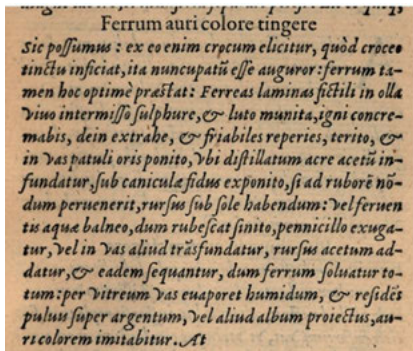 Ferrum auri colore tingere
Sic poſſumus : ex eo enim crocum elicitur, quòd croceo
tinctu inficiat, ita nuncupatũ eſſe auguror: ferrum ta-
men hoc optimè præſtat: Ferreas laminas fictili in olla
viuo intermiſſo ſulphure, & luto munita, igni concre-
mabis, dein extrahe, & friabiles reperies, terito, &
in vas patuli oris ponito, vbi diſtillatum acre acetũ in-
fundatur, ſub caniculæ ſidus exponito, ſi ad ruborẽ nõ-
dum peruenerit, rurſus ſub ſole habendum: vel feruen
tis aquæ balneo, dum rubeſcat ſinito, pennicillo exuga-
tur, vel in vas aliud trãsfundatur, rurſus acetum ad-
datur, & eadem ſequantur, dum ferrum ſoluatur to-
tum: per vitreum vas euaporet humidum, & reſidẽs
puluis ſuper argentum, vel aliud album proiectus, au-
ri colorem imitabitur. At